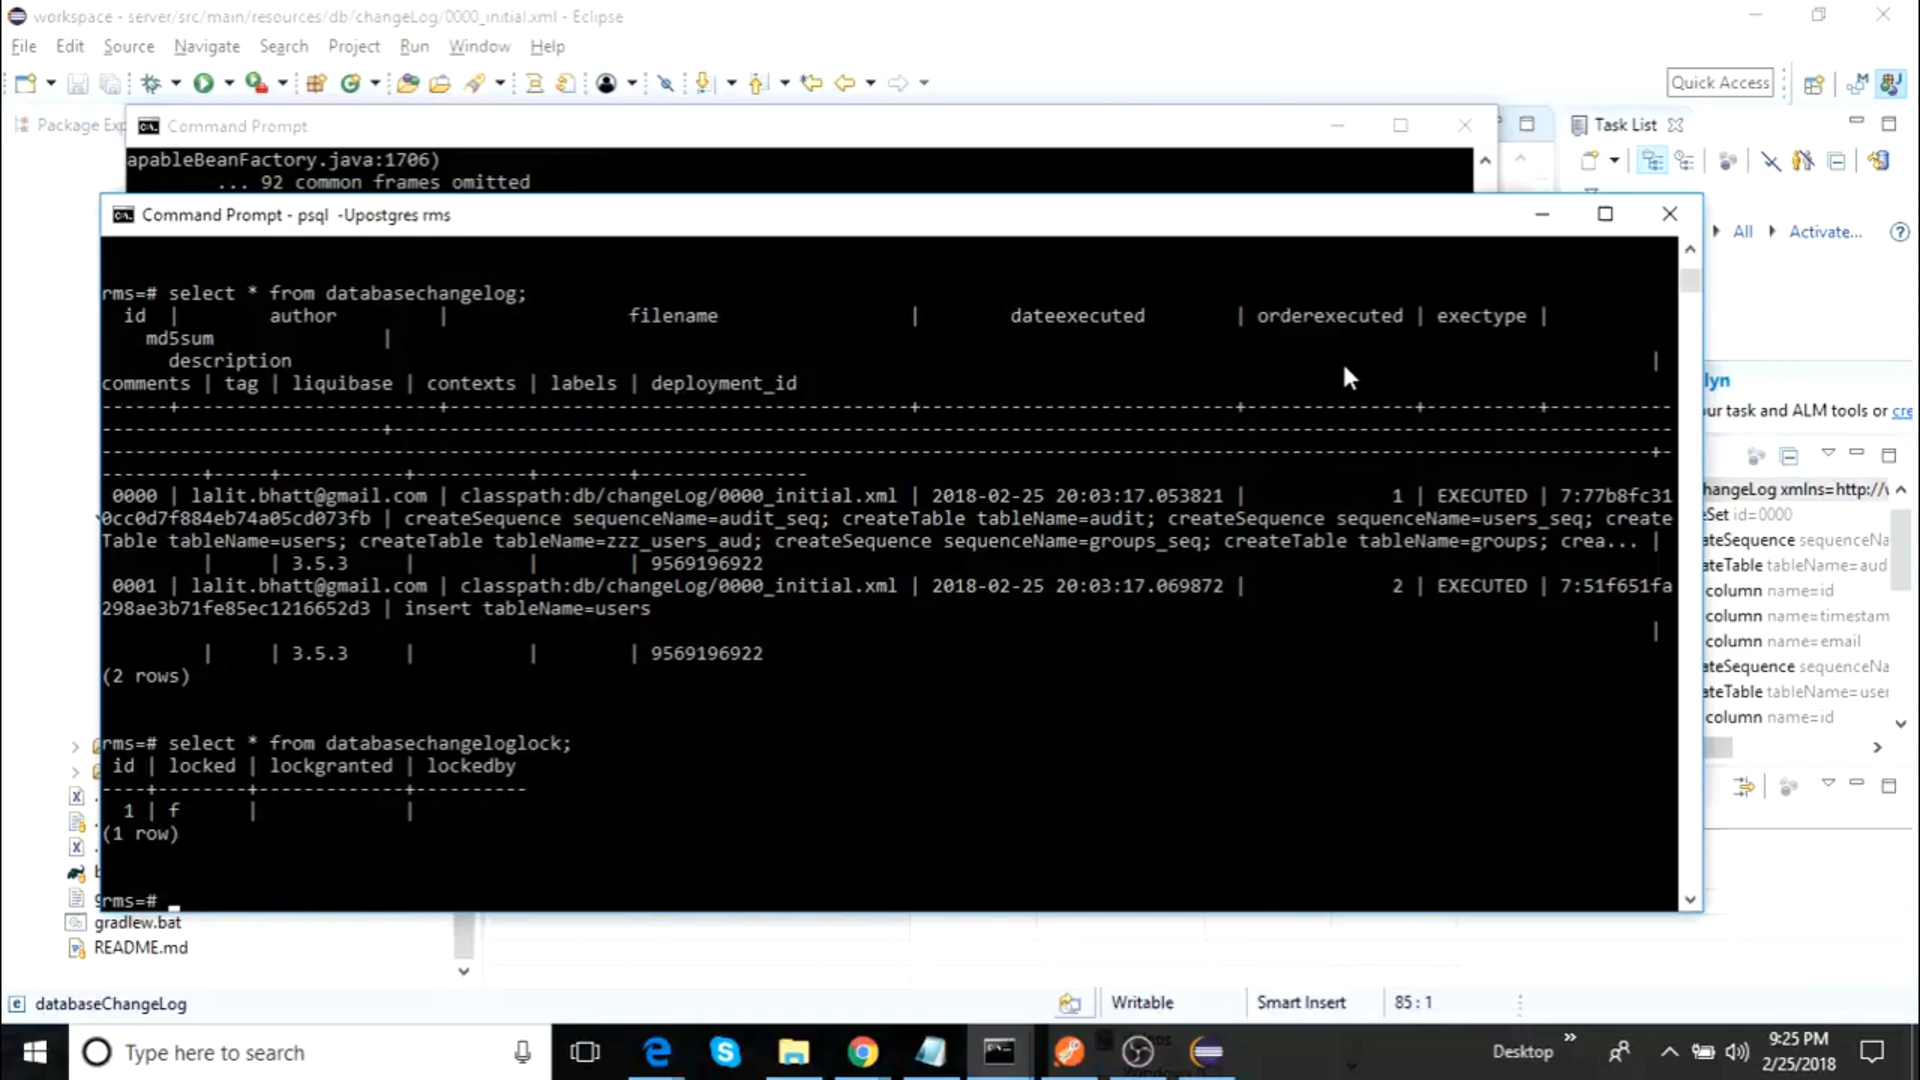 workspace - server/src/main/resources/db/changeLog/0000_initial.xml - Eclipse
File Edit Source Navigate Search Project Run Window Help
Quick Access
Package Exp
Command Prompt
Task List
apableBeanFactory.java:1706)
... 92 common frames omitted
Command Prompt - psql -Upostgres rms
All
Activate...
rms=# select * from databasechangelog;
id | author | filename | dateexecuted | orderexecuted | exectype |
md5sum |
description |
comments | tag | liquibase | contexts | labels | deployment_id
0000 | lalit.bhatt@gmail.com | classpath:db/changeLog/0000_initial.xml | 2018-02-25 20:03:17.053821 | 1 | EXECUTED | 7:77b8fc31
0cc0d7f884eb74a05cd073fb | createSequence sequenceName=audit_seq; createTable tableName=audit; createSequence sequenceName=users_seq; create
Table tableName=users; createTable tableName=zzz_users_aud; createSequence sequenceName=groups_seq; createTable tableName=groups; crea... |
| | 3.5.3 | | | 9569196922
0001 | lalit.bhatt@gmail.com | classpath:db/changeLog/0000_initial.xml | 2018-02-25 20:03:17.069872 | 2 | EXECUTED | 7:51f651fa
298ae3b71fe85ec1216652d3 | insert tableName=users
|
| | 3.5.3 | | | 9569196922
(2 rows)
rms=# select * from databasechangeloglock;
id | locked | lockgranted | lockedby
1 | f | |
(1 row)
rms=#
lyn
our task and ALM tools or cre
hangeLog xmlns=http://w
eSet id=0000
ateSequence sequenceNa
ateTable tableName=aud
column name=id
column name=timestam
column name=email
ateSequence sequenceNa
ateTable tableName=user
column name=id
gradlew.bat
README.md
databaseChangeLog
Writable
Smart Insert
85 : 1
Type here to search
Desktop
9:25 PM
2/25/2018